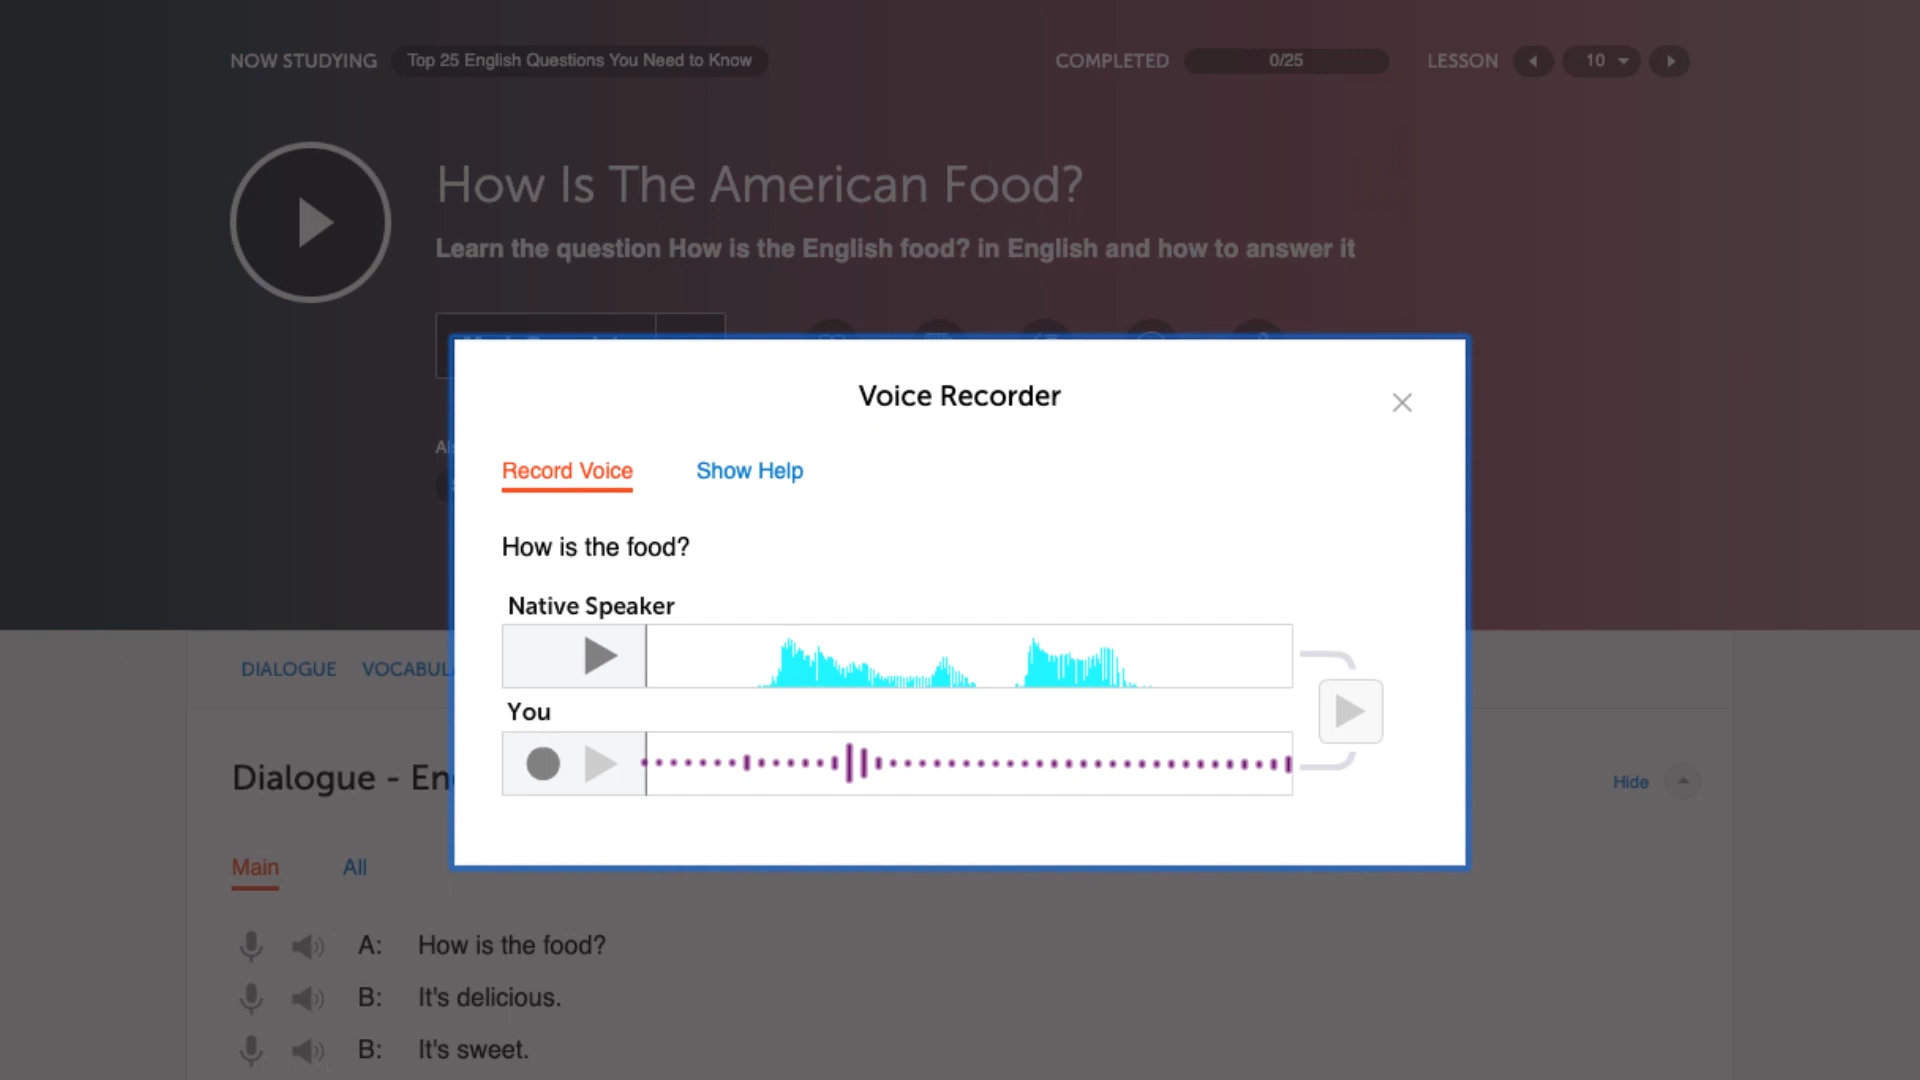 NOW STUDYING Top 25 English Questions You Need to Know COMPLETED 0/25 LESSON 10
How Is The American Food?
Learn the question How is the English food? in English and how to answer it
Voice Recorder
Record Voice Show Help
How is the food?
Native Speaker
You
DIALOGUE
Dialogue
Hide
Main All
A: How is the food?
B: It's delicious.
B: It's sweet.